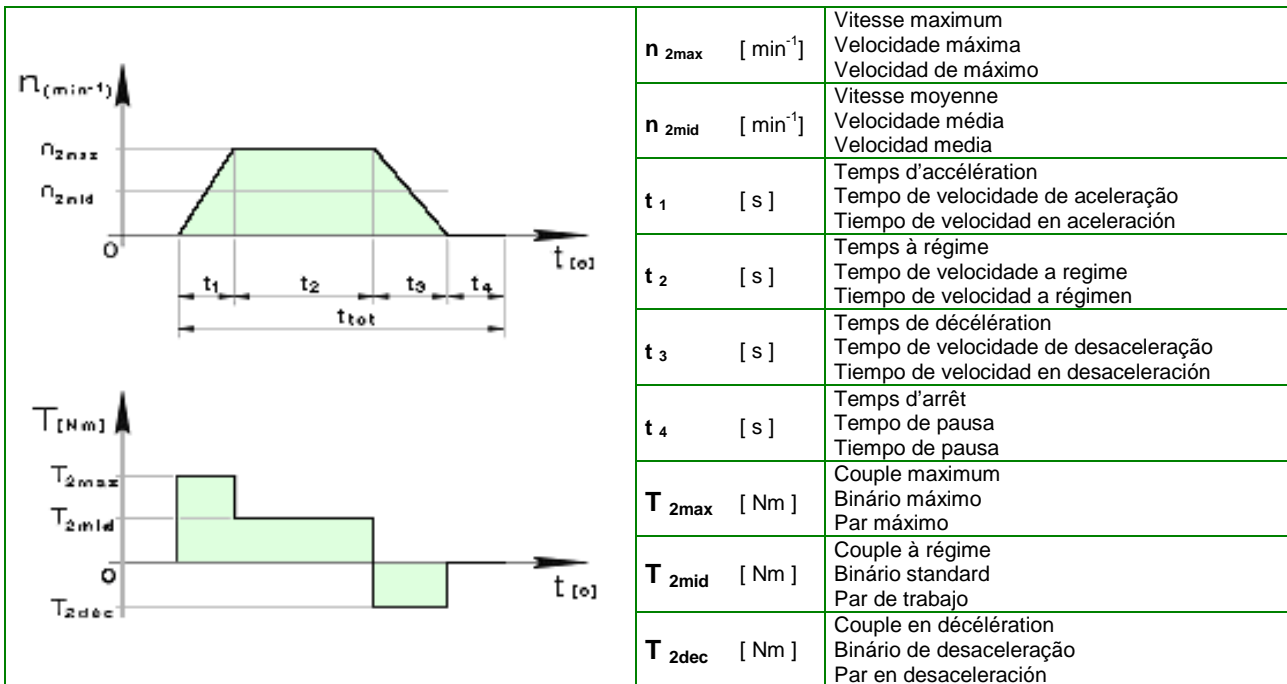 n(min-1)
n2max
n2mid
0
t[s]
t1
t2
t3
t4
ttot
T[Nm]
T2max
T2mid
0
T2dec
t[s]
n 2max [ min-1]
Vitesse maximum
Velocidade máxima
Velocidad de máximo
n 2mid [ min-1]
Vitesse moyenne
Velocidade média
Velocidad media
t 1 [ s ]
Temps d'accélération
Tempo de velocidade de aceleração
Tiempo de velocidad en aceleración
t 2 [ s ]
Temps à régime
Tempo de velocidade a regime
Tiempo de velocidad a régimen
t 3 [ s ]
Temps de décélération
Tempo de velocidade de desaceleração
Tiempo de velocidad en desaceleración
t 4 [ s ]
Temps d'arrêt
Tempo de pausa
Tiempo de pausa
T 2max [ Nm ]
Couple maximum
Binário máximo
Par máximo
T 2mid [ Nm ]
Couple à régime
Binário standard
Par de trabajo
T 2dec [ Nm ]
Couple en décélération
Binário de desaceleração
Par en desaceleración